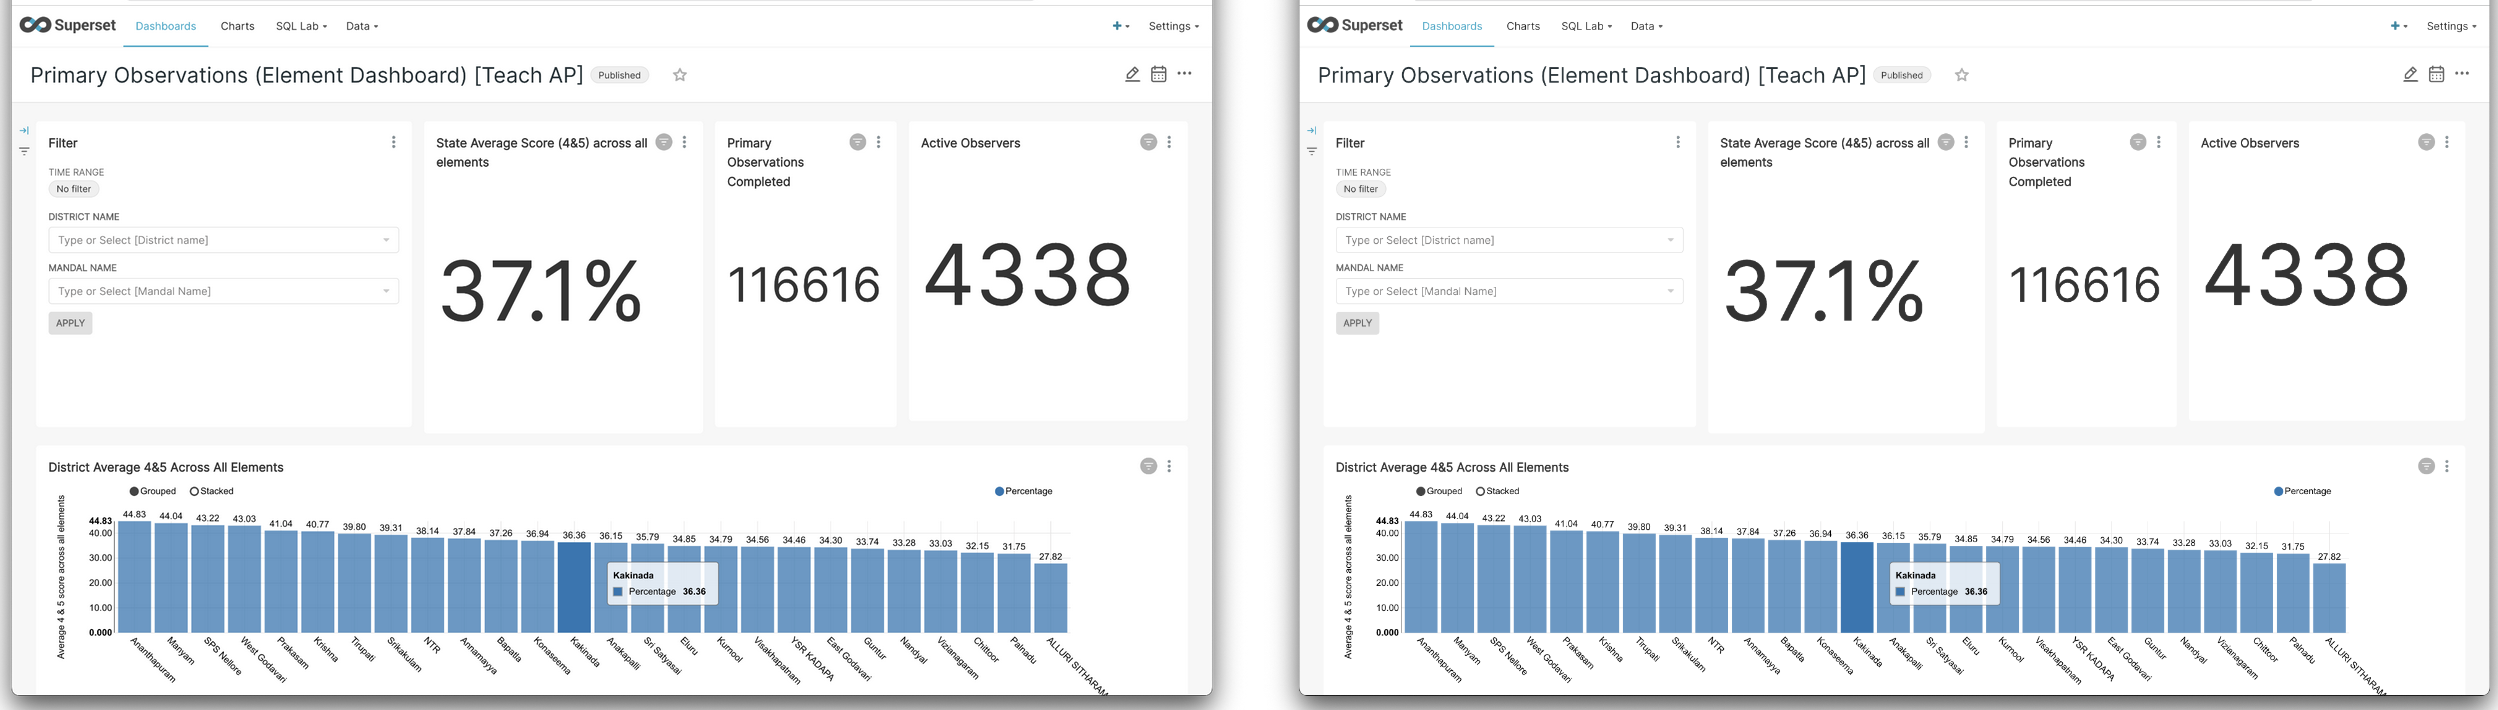 Superset Dashboards Charts SQL Lab Data + Settings
Primary Observations (Element Dashboard) [Teach AP] Published
Filter
TIME RANGE
No filter
DISTRICT NAME
Type or Select [District name]
MANDAL NAME
Type or Select [Mandal Name]
APPLY
State Average Score (4&5) across all
elements
37.1%
Primary
Observations
Completed
116616
Active Observers
4338
District Average 4&5 Across All Elements
Grouped Stacked Percentage
Average 4 & 5 score across all elements
44.83
40.00
30.00
20.00
10.00
0.000
44.83 44.04 43.22 43.03 41.04 40.77 39.80 39.31 38.14 37.84 37.26 36.94 36.36 36.15 35.79 34.85 34.79 34.56 34.46 34.30 33.74 33.28 33.03 32.15 31.75 27.82
Kakinada
Percentage 36.36
Ananthapuram Manyam SPS Nellore West Godavari Prakasam Krishna Tirupati Srikakulam NTR Annamayya Bapatla Konaseema Kakinada Anakapalli Sri Satyasai Eluru Kurnool Visakhapatnam YSR KADAPA East Godavari Guntur Nandyal Vizianagaram Chittoor Palnadu ALLURI SITHARAM
Superset Dashboards Charts SQL Lab Data + Settings
Primary Observations (Element Dashboard) [Teach AP] Published
Filter
TIME RANGE
No filter
DISTRICT NAME
Type or Select [District name]
MANDAL NAME
Type or Select [Mandal Name]
APPLY
State Average Score (4&5) across all
elements
37.1%
Primary
Observations
Completed
116616
Active Observers
4338
District Average 4&5 Across All Elements
Grouped Stacked Percentage
Average 4 & 5 score across all elements
44.83
40.00
30.00
20.00
10.00
0.000
44.83 44.04 43.22 43.03 41.04 40.77 39.80 39.31 38.14 37.84 37.26 36.94 36.36 36.15 35.79 34.85 34.79 34.56 34.46 34.30 33.74 33.28 33.03 32.15 31.75 27.82
Kakinada
Percentage 36.36
Ananthapuram Manyam SPS Nellore West Godavari Prakasam Krishna Tirupati Srikakulam NTR Annamayya Bapatla Konaseema Kakinada Anakapalli Sri Satyasai Eluru Kurnool Visakhapatnam YSR KADAPA East Godavari Guntur Nandyal Vizianagaram Chittoor Palnadu ALLURI SITHARAM